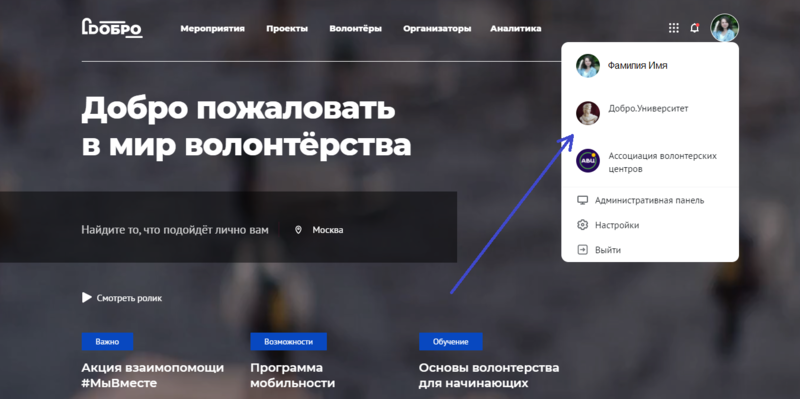 ДОБРО
Мероприятия
Проекты
Волонтёры
Организаторы
Аналитика
Фамилия Имя
Добро.Университет
АВЦ
Ассоциация волонтерских
центров
Административная панель
Настройки
Выйти
Добро пожаловать
в мир волонтёрства
Найдите то, что подойдёт лично вам
Москва
Смотреть ролик
Важно
Акция взаимопомощи
#МыВместе
Возможности
Программа
мобильности
Обучение
Основы волонтерства
для начинающих